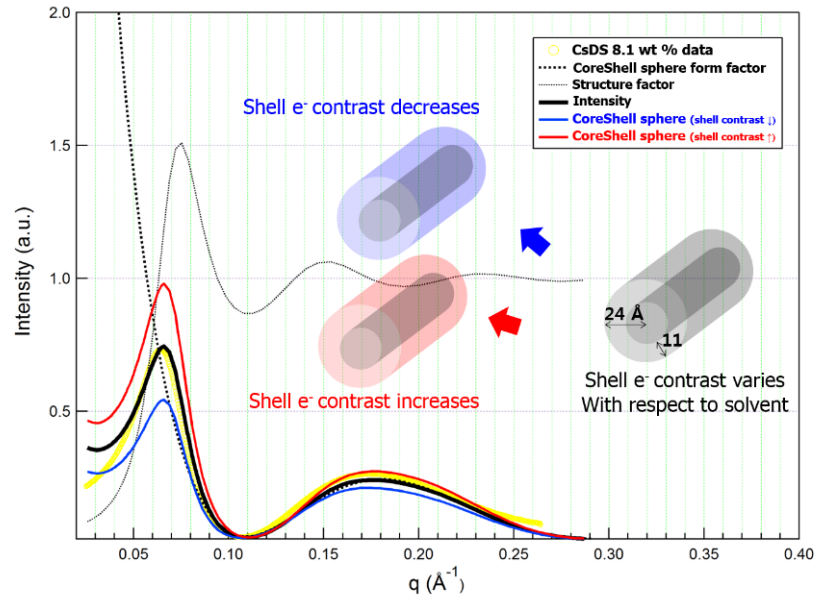 2.0
1.5
1.0
0.5
Intensity (a.u.)
CsDS 8.1 wt % data
CoreShell sphere form factor
Structure factor
Intensity
CoreShell sphere (shell contrast ↓)
CoreShell sphere (shell contrast ↑)
Shell e- contrast decreases
24 Å
11
Shell e- contrast varies
With respect to solvent
Shell e- contrast increases
0.05 0.10 0.15 0.20 0.25 0.30 0.35 0.40
q (Å-1)